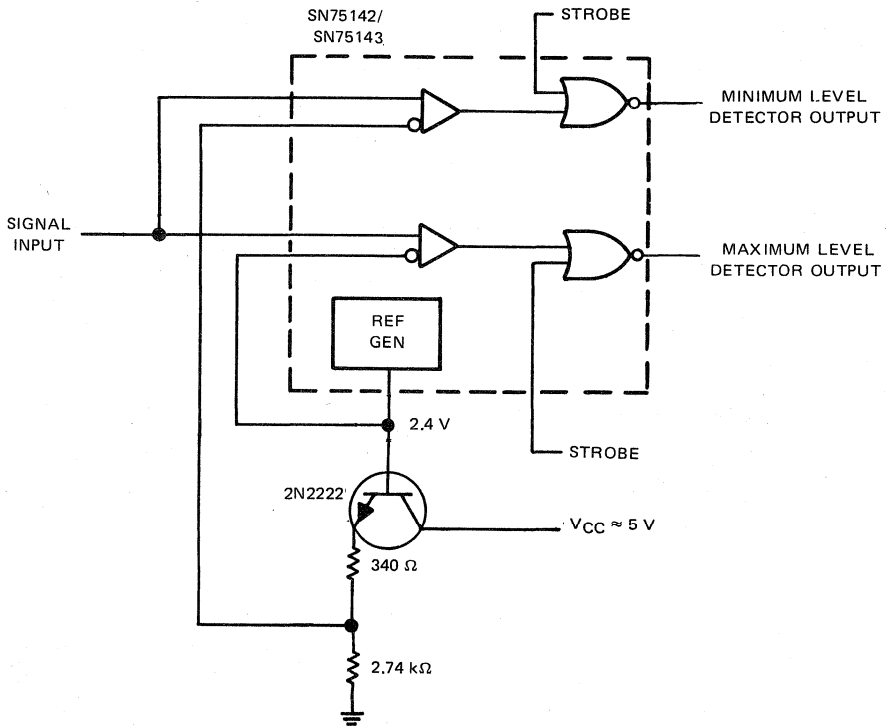 SN75142/
SN75143
STROBE
MINIMUM LEVEL
DETECTOR OUTPUT
SIGNAL
INPUT
MAXIMUM LEVEL
DETECTOR OUTPUT
REF
GEN
2.4 V
STROBE
2N2222
VCC ≈ 5 V
340 Ω
2.74 kΩ